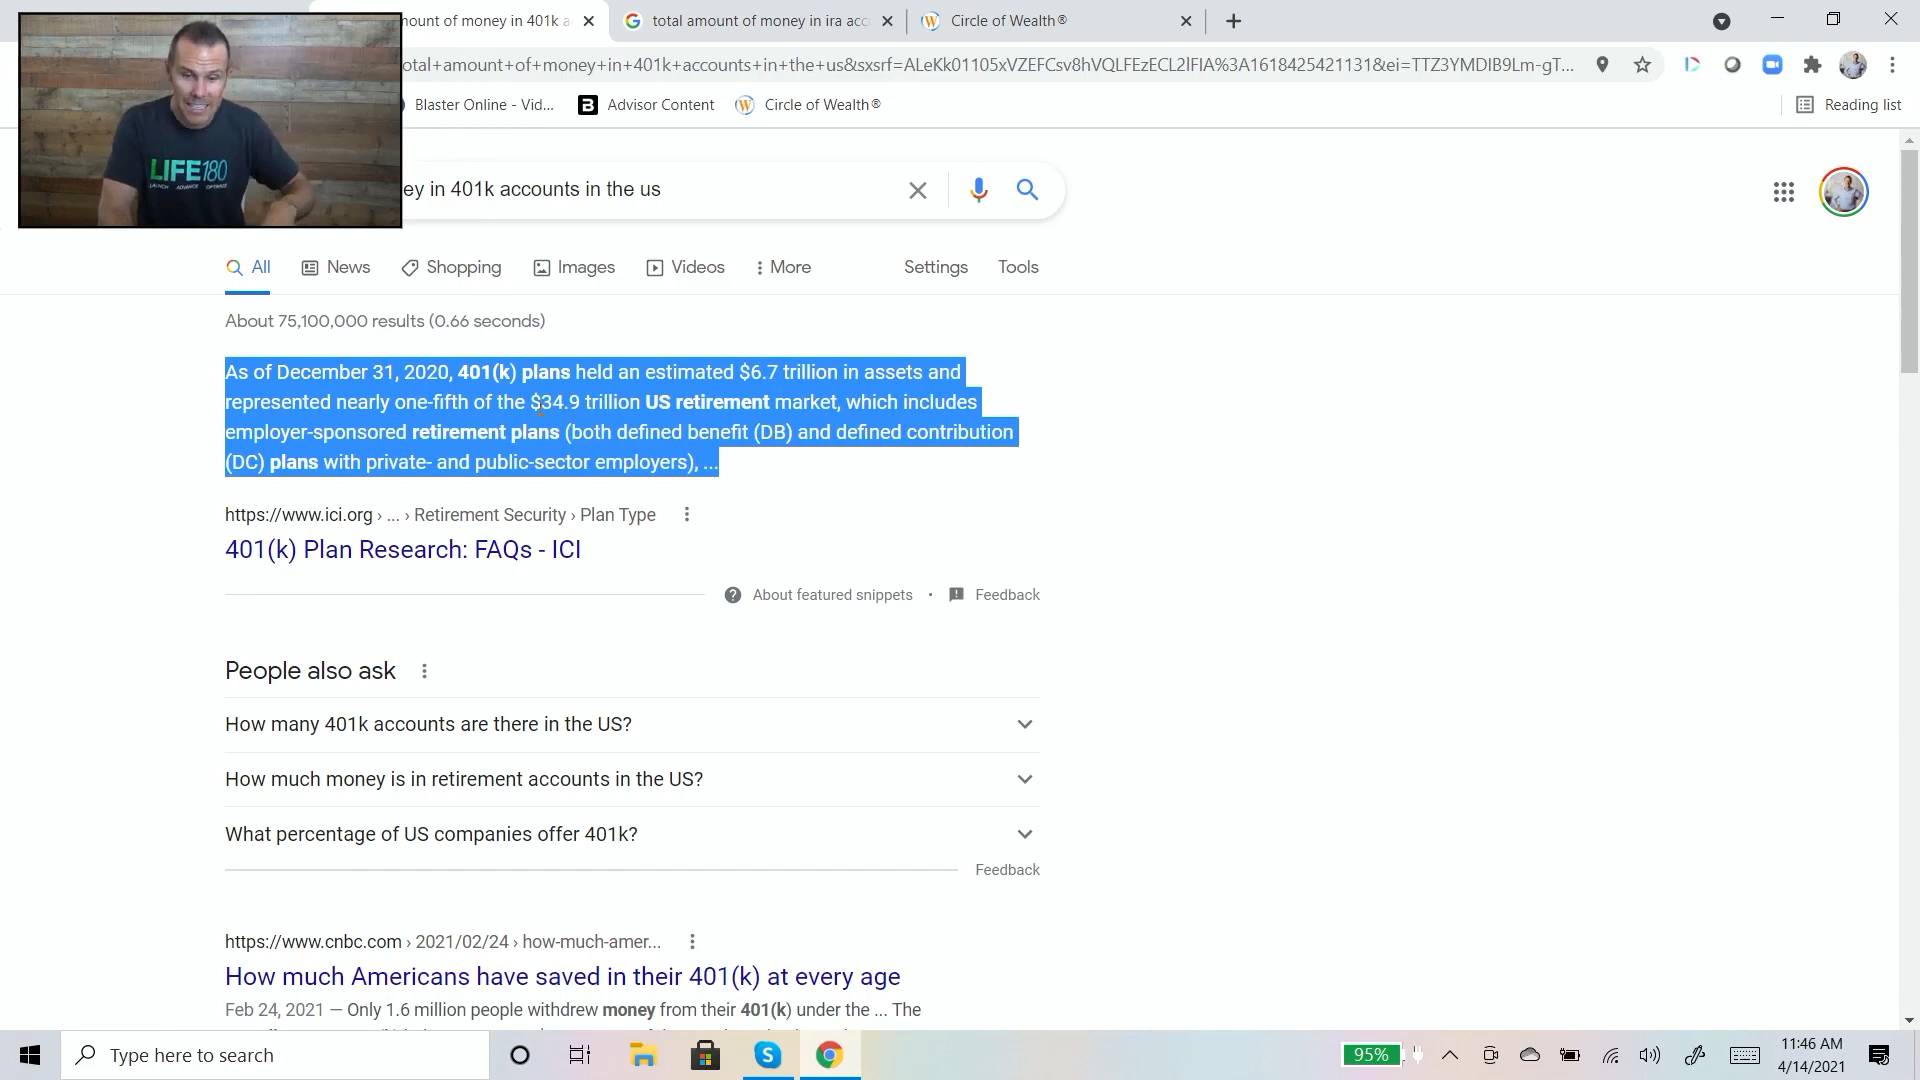 ount of money in 401k a
total amount of money in ira acc
Circle of Wealth®
otal+amount+of+money+in+401k+accounts+in+the+us&sxsrf=ALeKk01105xVZEFCsv8hVQLFEzECL2lFIA%3A1618425421131&ei=TTZ3YMDIB9Lm-gT...
Blaster Online - Vid...
Advisor Content
Circle of Wealth®
Reading list
LIFE180
LAUNCH ADVANCE OPTIMIZE
ey in 401k accounts in the us
All
News
Shopping
Images
Videos
More
Settings
Tools
About 75,100,000 results (0.66 seconds)
As of December 31, 2020, 401(k) plans held an estimated $6.7 trillion in assets and
represented nearly one-fifth of the $34.9 trillion US retirement market, which includes
employer-sponsored retirement plans (both defined benefit (DB) and defined contribution
(DC) plans with private- and public-sector employers), ...
https://www.ici.org › ... › Retirement Security › Plan Type
401(k) Plan Research: FAQs - ICI
About featured snippets • Feedback
People also ask
How many 401k accounts are there in the US?
How much money is in retirement accounts in the US?
What percentage of US companies offer 401k?
Feedback
https://www.cnbc.com › 2021/02/24 › how-much-amer...
How much Americans have saved in their 401(k) at every age
Feb 24, 2021 — Only 1.6 million people withdrew money from their 401(k) under the ... The
Type here to search
95%
11:46 AM
4/14/2021